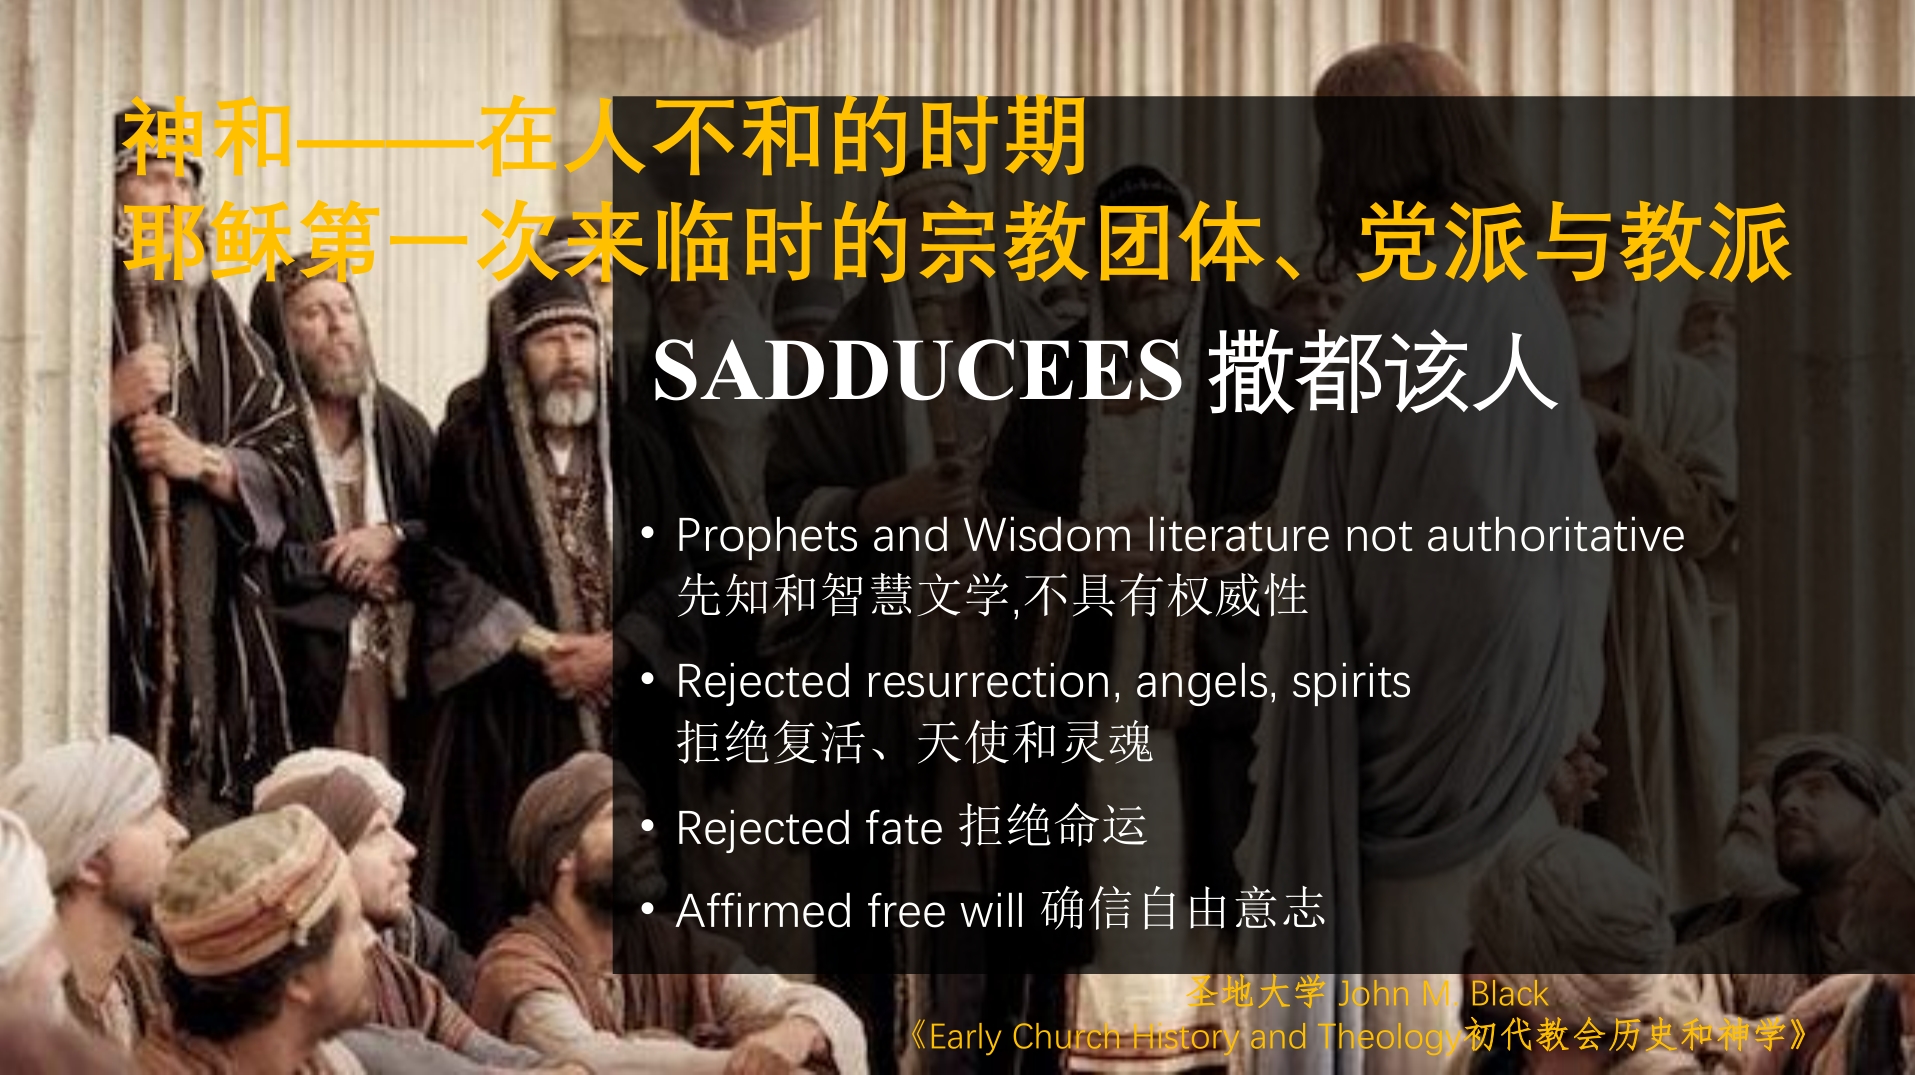 神和——在人不和的时期
耶稣第一次来临时的宗教团体、党派与教派
SADDUCEES 撒都该人
• Prophets and Wisdom literature not authoritative
先知和智慧文学,不具有权威性
• Rejected resurrection, angels, spirits
拒绝复活、天使和灵魂
• Rejected fate 拒绝命运
• Affirmed free will 确信自由意志
圣地大学 John M. Black
《Early Church History and Theology初代教会历史和神学》